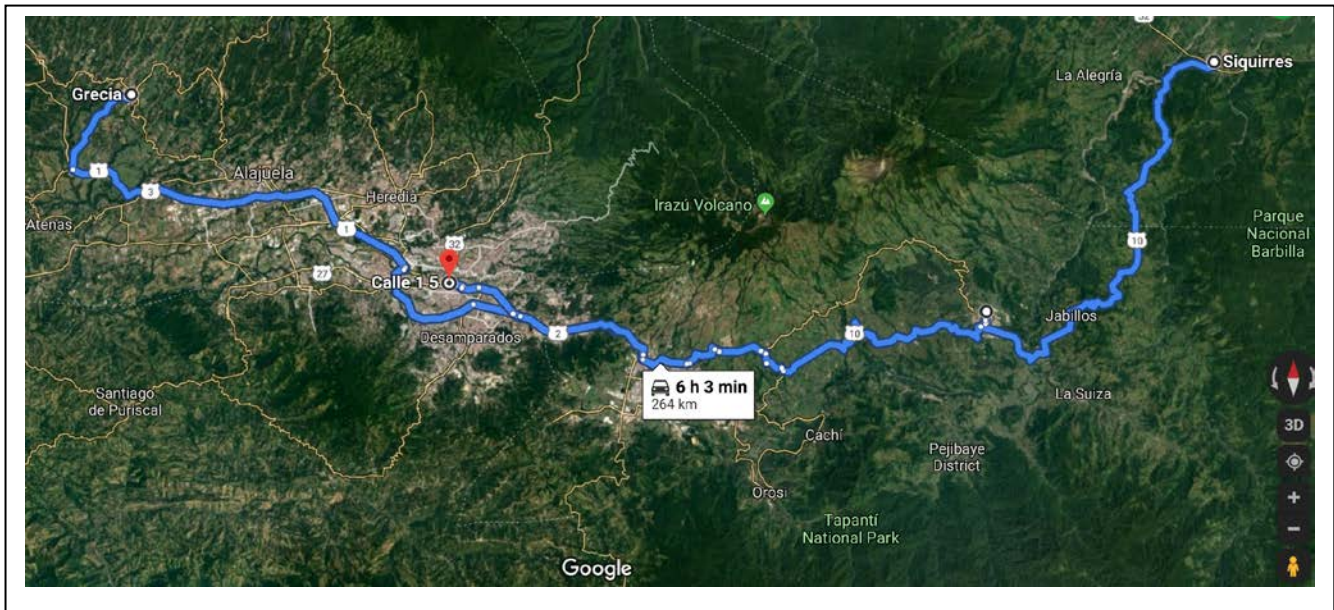 32
Siquirres
La Alegría
Grecia
1
3
Alajuela
Heredia
Atenas
Irazú Volcano
Parque
Nacional
Barbilla
1
32
10
27
Calle 1 5
Desamparados
2
10
Jabillos
6 h 3 min
264 km
Santiago
de Puriscal
La Suiza
3D
Cachí
Pejibaye
District
Orosi
Tapantí
National Park
+
−
Google